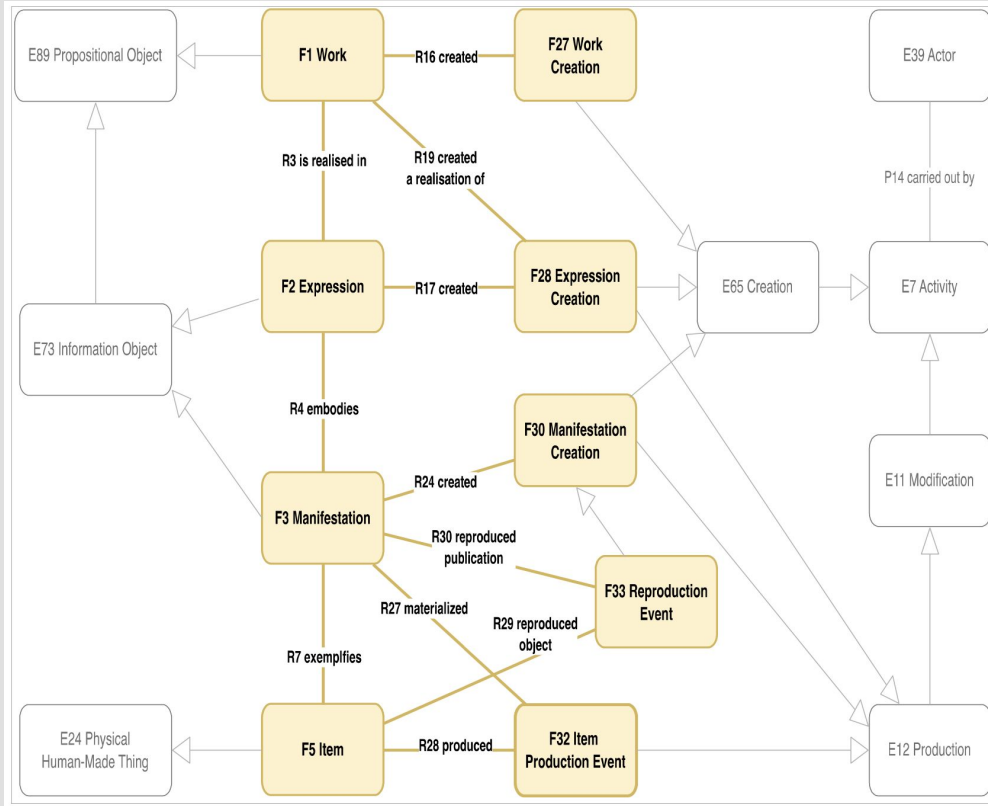 E89 Propositional Object
F1 Work
R16 created
F27 Work
Creation
E39 Actor
R3 is realised in
R19 created
a realisation of
P14 carried out by
F2 Expression
R17 created
F28 Expression
Creation
E65 Creation
E7 Activity
E73 Information Object
R4 embodies
F30 Manifestation
Creation
E11 Modification
R24 created
F3 Manifestation
R30 reproduced
publication
F33 Reproduction
Event
R27 materialized
R29 reproduced
object
R7 exemplfies
E24 Physical
Human-Made Thing
F5 Item
R28 produced
F32 Item
Production Event
E12 Production